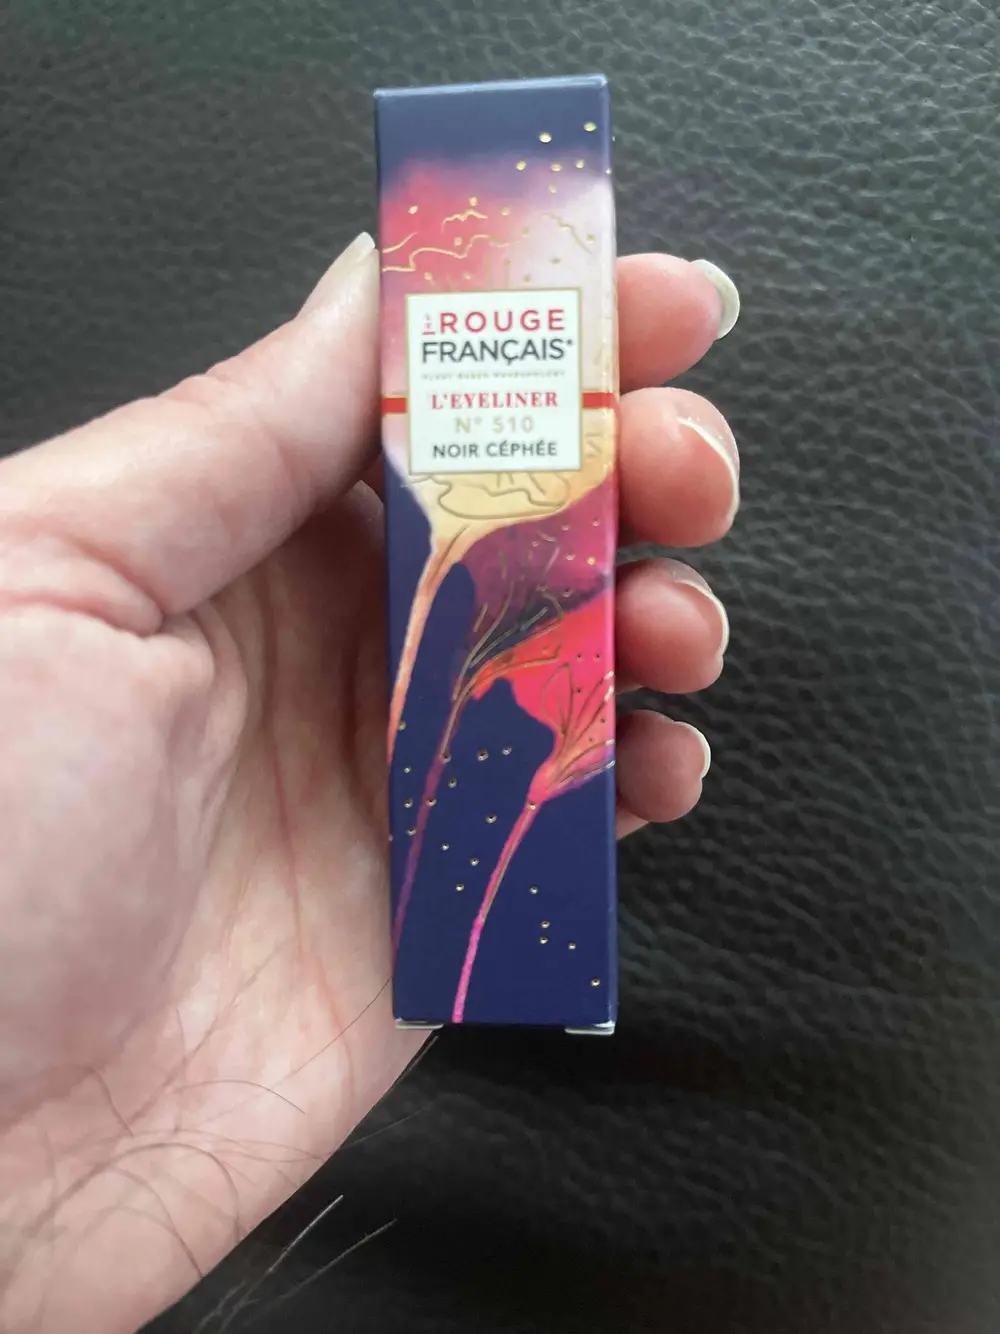 LE ROUGE
FRANÇAIS®
L'EYELINER
N° 510
NOIR CÉPHÉE